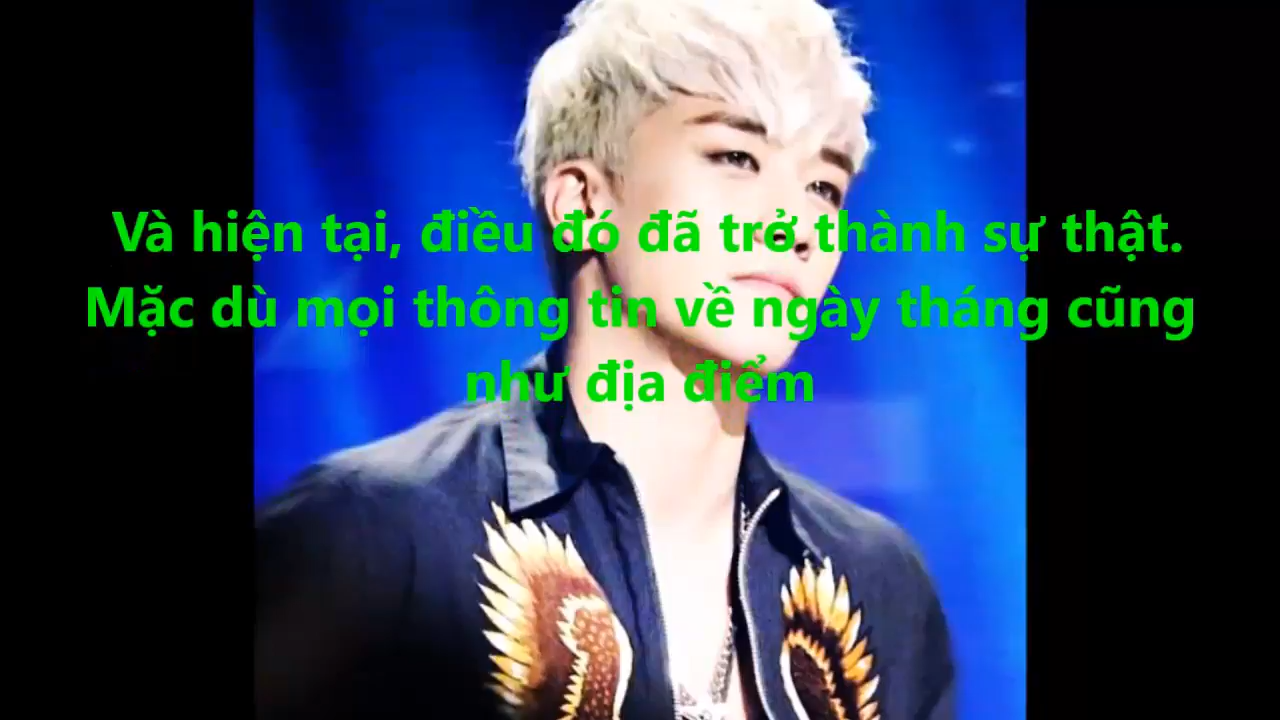 Và hiện tại, điều đó đã trở thành sự thật.
Mặc dù mọi thông tin về ngày tháng cũng
như địa điểm